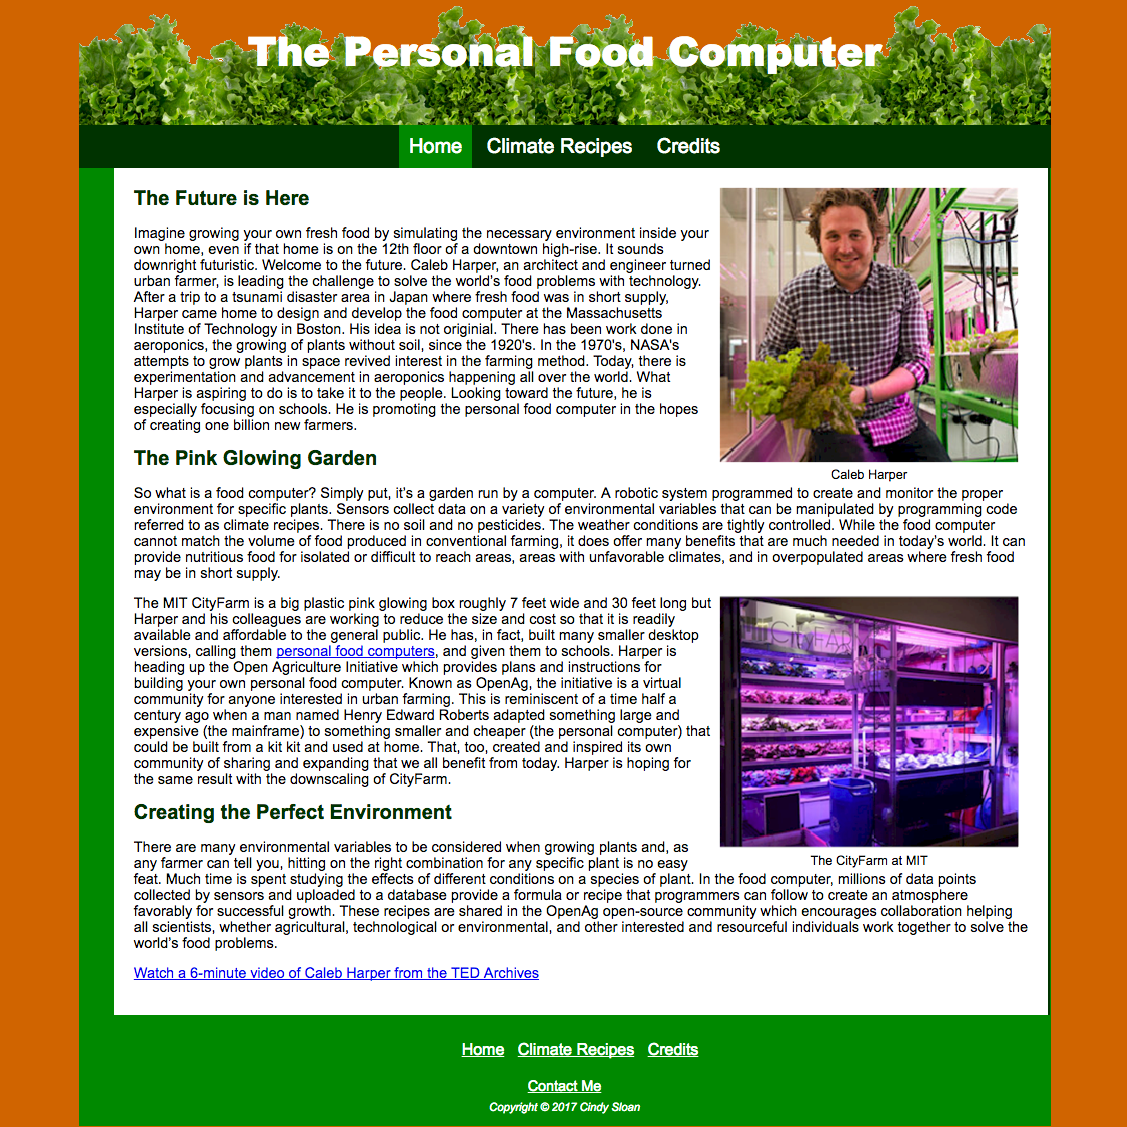 The Personal Food Computer
Home Climate Recipes Credits
The Future is Here
Imagine growing your own fresh food by simulating the necessary environment inside your
own home, even if that home is on the 12th floor of a downtown high-rise. It sounds
downright futuristic. Welcome to the future. Caleb Harper, an architect and engineer turned
urban farmer, is leading the challenge to solve the world's food problems with technology.
After a trip to a tsunami disaster area in Japan where fresh food was in short supply,
Harper came home to design and develop the food computer at the Massachusetts
Institute of Technology in Boston. His idea is not originial. There has been work done in
aeroponics, the growing of plants without soil, since the 1920's. In the 1970's, NASA's
attempts to grow plants in space revived interest in the farming method. Today, there is
experimentation and advancement in aeroponics happening all over the world. What
Harper is aspiring to do is to take it to the people. Looking toward the future, he is
especially focusing on schools. He is promoting the personal food computer in the hopes
of creating one billion new farmers.
Caleb Harper
The Pink Glowing Garden
So what is a food computer? Simply put, it's a garden run by a computer. A robotic system programmed to create and monitor the proper
environment for specific plants. Sensors collect data on a variety of environmental variables that can be manipulated by programming code
referred to as climate recipes. There is no soil and no pesticides. The weather conditions are tightly controlled. While the food computer
cannot match the volume of food produced in conventional farming, it does offer many benefits that are much needed in today's world. It can
provide nutritious food for isolated or difficult to reach areas, areas with unfavorable climates, and in overpopulated areas where fresh food
may be in short supply.
The MIT CityFarm is a big plastic pink glowing box roughly 7 feet wide and 30 feet long but
Harper and his colleagues are working to reduce the size and cost so that it is readily
available and affordable to the general public. He has, in fact, built many smaller desktop
versions, calling them personal food computers, and given them to schools. Harper is
heading up the Open Agriculture Initiative which provides plans and instructions for
building your own personal food computer. Known as OpenAg, the initiative is a virtual
community for anyone interested in urban farming. This is reminiscent of a time half a
century ago when a man named Henry Edward Roberts adapted something large and
expensive (the mainframe) to something smaller and cheaper (the personal computer) that
could be built from a kit kit and used at home. That, too, created and inspired its own
community of sharing and expanding that we all benefit from today. Harper is hoping for
the same result with the downscaling of CityFarm.
The CityFarm at MIT
Creating the Perfect Environment
There are many environmental variables to be considered when growing plants and, as
any farmer can tell you, hitting on the right combination for any specific plant is no easy
feat. Much time is spent studying the effects of different conditions on a species of plant. In the food computer, millions of data points
collected by sensors and uploaded to a database provide a formula or recipe that programmers can follow to create an atmosphere
favorably for successful growth. These recipes are shared in the OpenAg open-source community which encourages collaboration helping
all scientists, whether agricultural, technological or environmental, and other interested and resourceful individuals work together to solve the
world's food problems.
Watch a 6-minute video of Caleb Harper from the TED Archives
Home Climate Recipes Credits
Contact Me
Copyright © 2017 Cindy Sloan